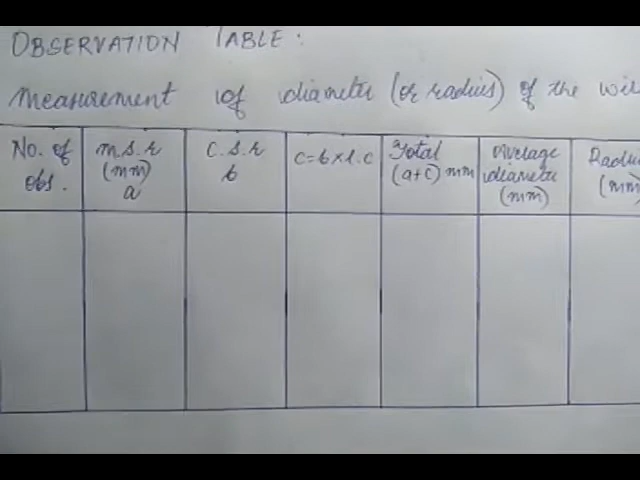 OBSERVATION TABLE:
Measurement of diameter (or radius) of the
No. of obs.
m.s.r (mm) a
C.S.r b
C=b×l.c
Total (a+c) mm
Average diameter (mm)
Radiu (mm)